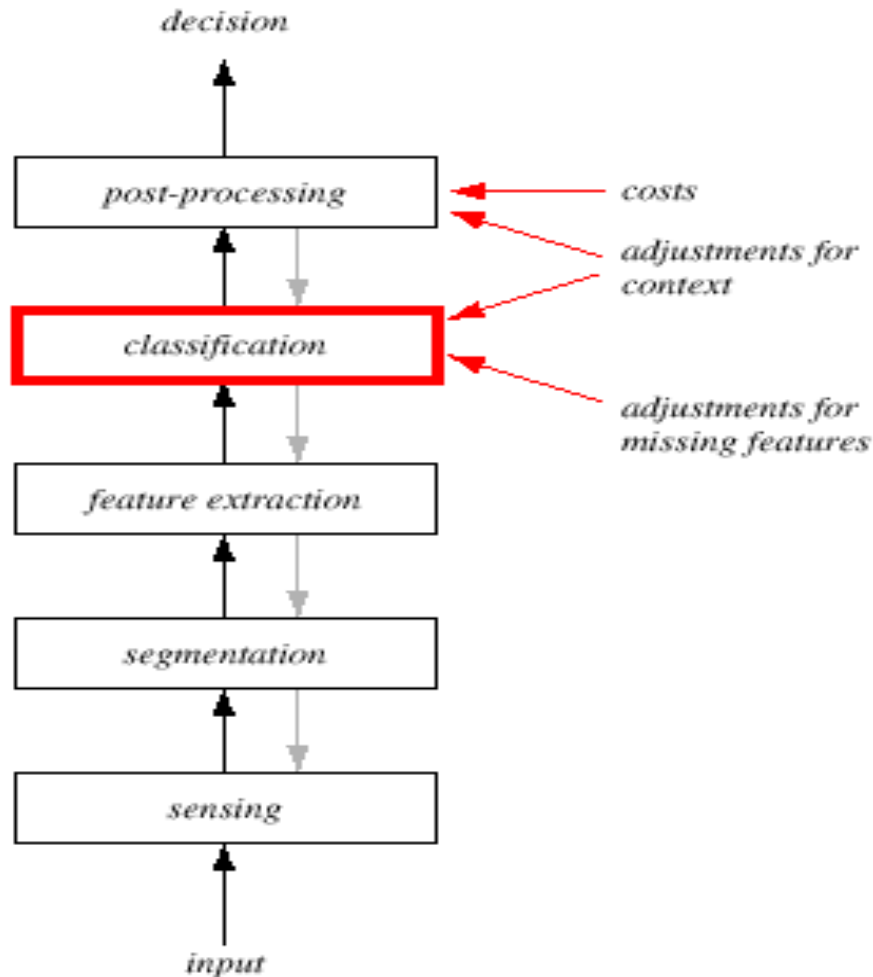 decision
post-processing
costs
adjustments for
context
classification
adjustments for
missing features
feature extraction
segmentation
sensing
input